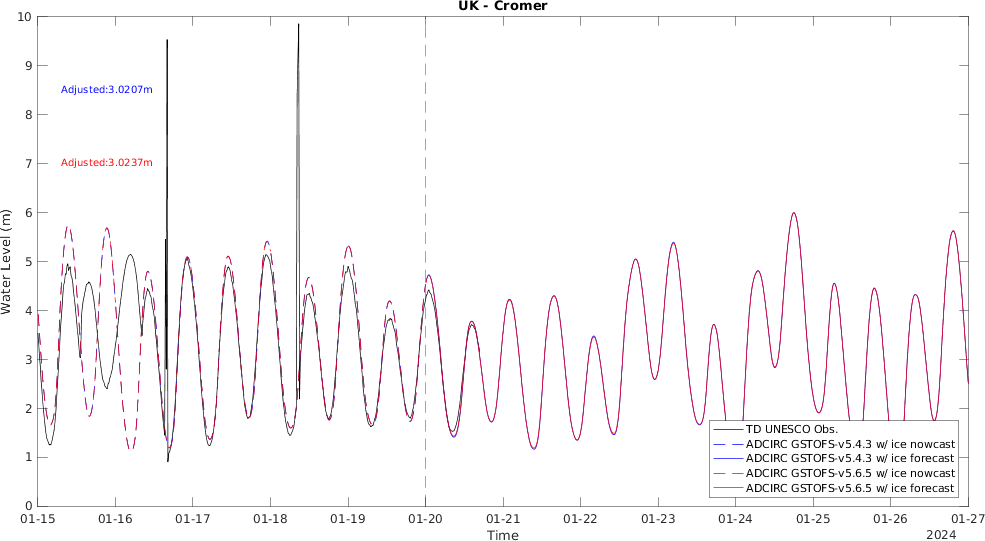 UK - Cromer
10
9
8
7
6
5
4
3
2
1
0
Water Level (m)
Adjusted:3.0207m
Adjusted:3.0237m
TD UNESCO Obs.
ADCIRC GSTOFS-v5.4.3 w/ ice nowcast
ADCIRC GSTOFS-v5.4.3 w/ ice forecast
ADCIRC GSTOFS-v5.6.5 w/ ice nowcast
ADCIRC GSTOFS-v5.6.5 w/ ice forecast
01-15 01-16 01-17 01-18 01-19 01-20 01-21 01-22 01-23 01-24 01-25 01-26 01-27
Time
2024